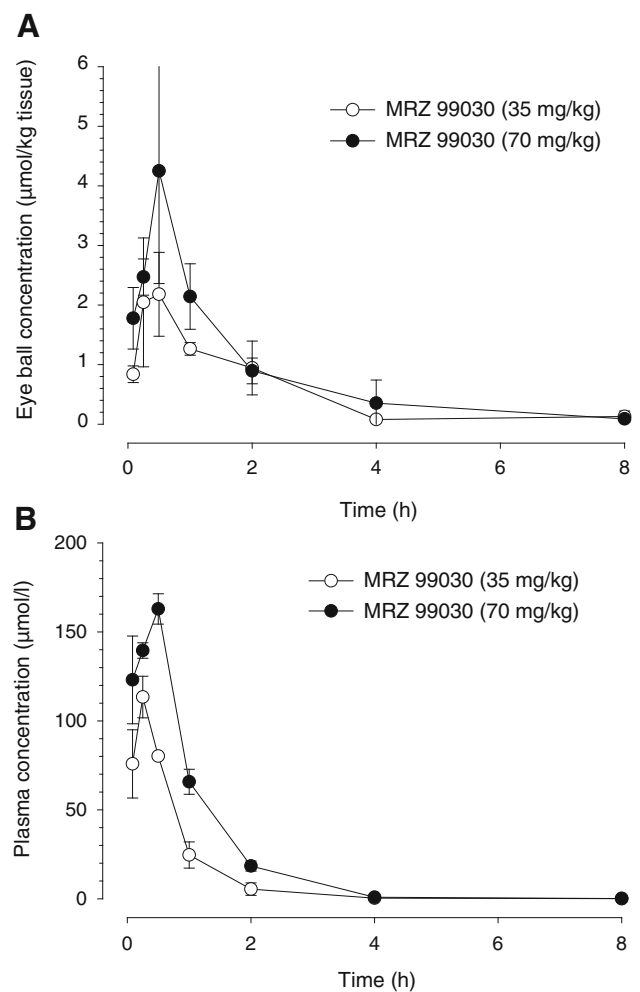 A
Eye ball concentration (µmol/kg tissue)
6
5
4
3
2
1
0
MRZ 99030 (35 mg/kg)
MRZ 99030 (70 mg/kg)
0 2 4 6 8
Time (h)
B
Plasma concentration (µmol/l)
200
150
100
50
0
MRZ 99030 (35 mg/kg)
MRZ 99030 (70 mg/kg)
0 2 4 6 8
Time (h)